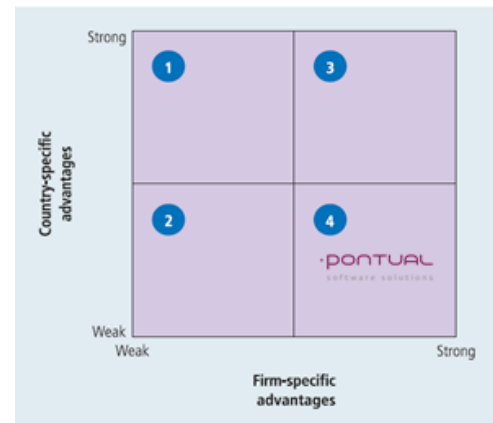 Strong
1
3
Country-specific
advantages
2
4
·PONTUAL
software solutions
Weak
Weak
Strong
Firm-specific
advantages